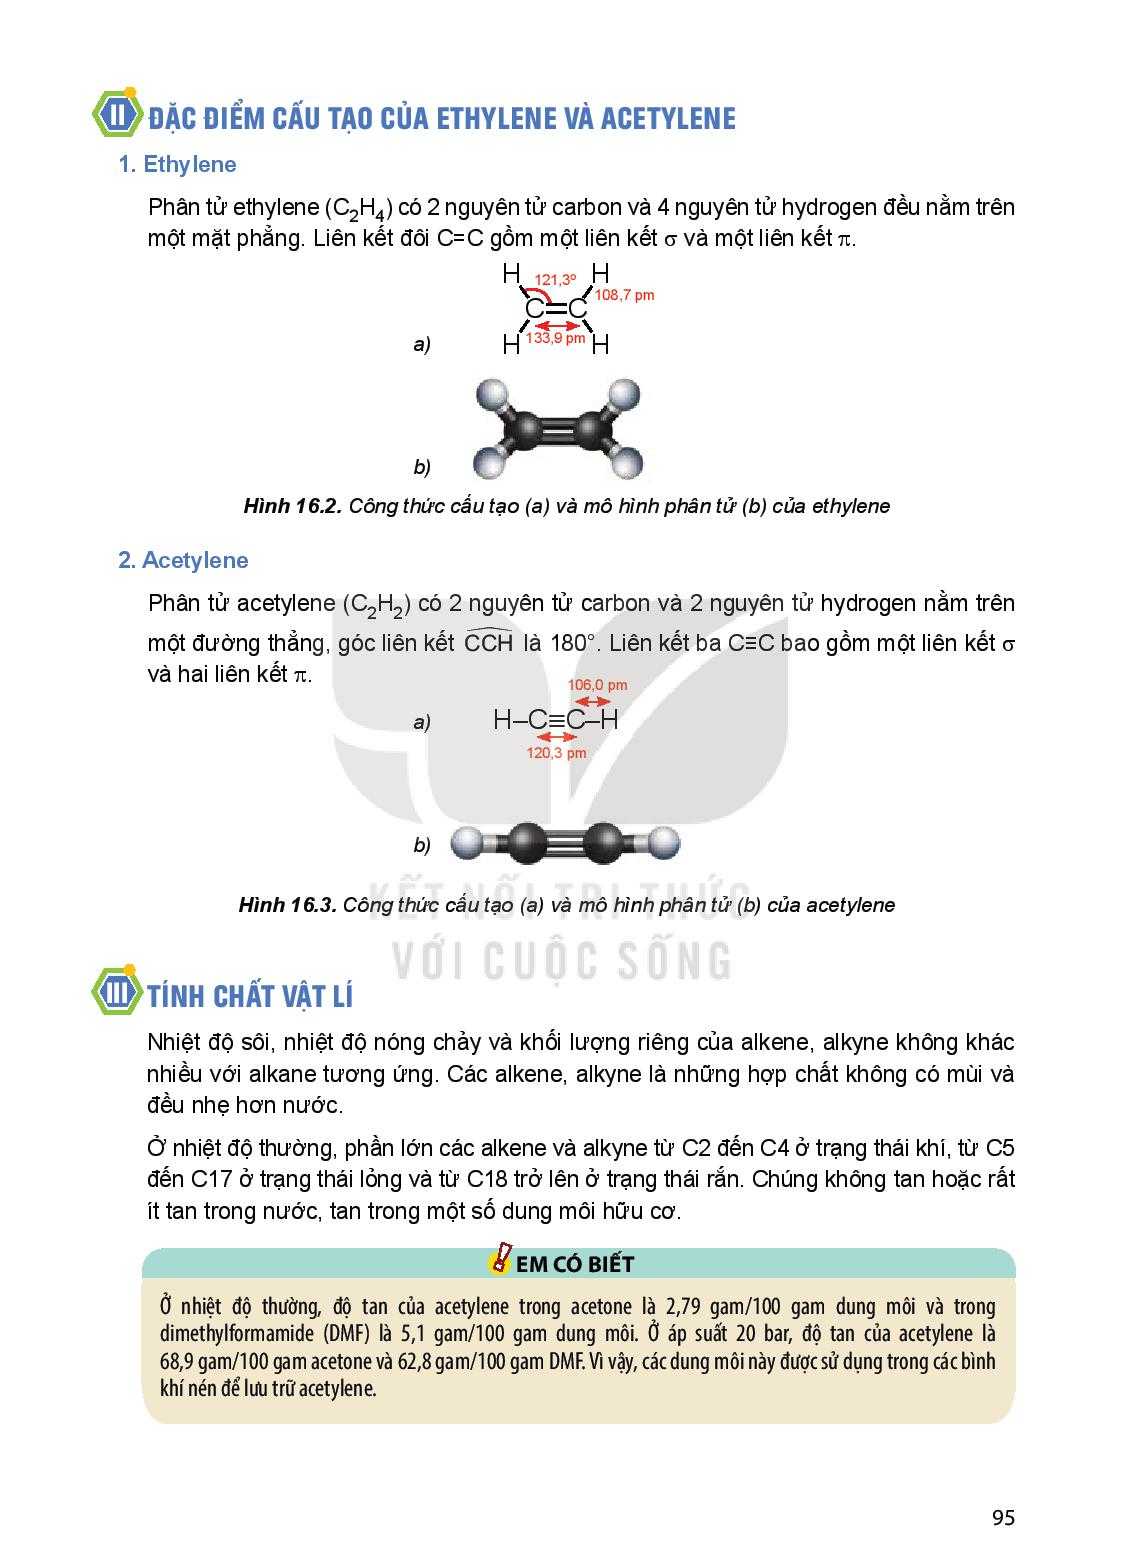 II ĐẶC ĐIỂM CẤU TẠO CỦA ETHYLENE VÀ ACETYLENE
1. Ethylene
Phân tử ethylene (C₂H₄) có 2 nguyên tử carbon và 4 nguyên tử hydrogen đều nằm trên
một mặt phẳng. Liên kết đôi C=C gồm một liên kết σ và một liên kết π.
H 121,3° H
108,7 pm
C=C
a) H 133,9 pm H
b)
Hình 16.2. Công thức cấu tạo (a) và mô hình phân tử (b) của ethylene
2. Acetylene
Phân tử acetylene (C₂H₂) có 2 nguyên tử carbon và 2 nguyên tử hydrogen nằm trên
một đường thẳng, góc liên kết CCH là 180°. Liên kết ba C≡C bao gồm một liên kết σ
và hai liên kết π.
106,0 pm
a) H–C≡C–H
120,3 pm
b)
KẾT NỐI TRI THỨC
Hình 16.3. Công thức cấu tạo (a) và mô hình phân tử (b) của acetylene
VỚI CUỘC SỐNG
III TÍNH CHẤT VẬT LÍ
Nhiệt độ sôi, nhiệt độ nóng chảy và khối lượng riêng của alkene, alkyne không khác
nhiều với alkane tương ứng. Các alkene, alkyne là những hợp chất không có mùi và
đều nhẹ hơn nước.
Ở nhiệt độ thường, phần lớn các alkene và alkyne từ C2 đến C4 ở trạng thái khí, từ C5
đến C17 ở trạng thái lỏng và từ C18 trở lên ở trạng thái rắn. Chúng không tan hoặc rất
ít tan trong nước, tan trong một số dung môi hữu cơ.
EM CÓ BIẾT
Ở nhiệt độ thường, độ tan của acetylene trong acetone là 2,79 gam/100 gam dung môi và trong
dimethylformamide (DMF) là 5,1 gam/100 gam dung môi. Ở áp suất 20 bar, độ tan của acetylene là
68,9 gam/100 gam acetone và 62,8 gam/100 gam DMF. Vì vậy, các dung môi này được sử dụng trong các bình
khí nén để lưu trữ acetylene.
95